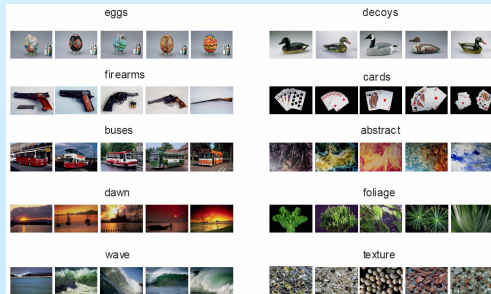 eggs
decoys
firearms
cards
buses
abstract
dawn
foliage
wave
texture